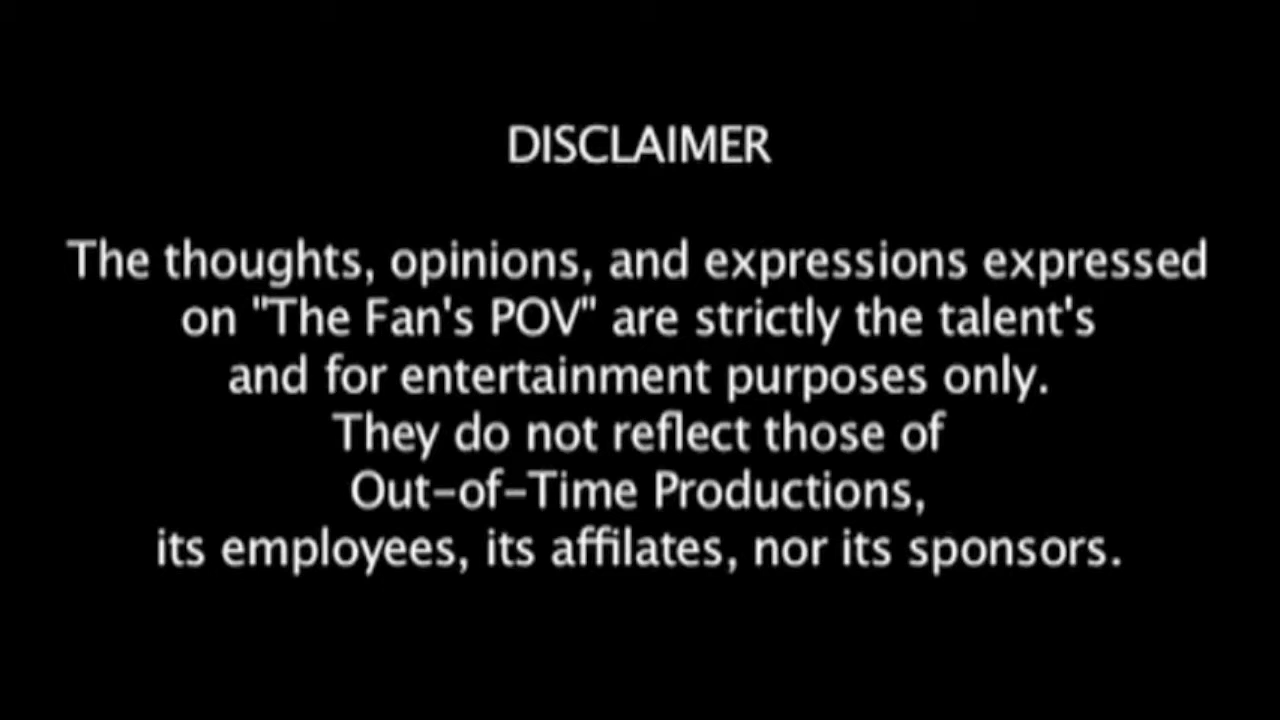 DISCLAIMER
The thoughts, opinions, and expressions expressed
on "The Fan's POV" are strictly the talent's
and for entertainment purposes only.
They do not reflect those of
Out-of-Time Productions,
its employees, its affilates, nor its sponsors.